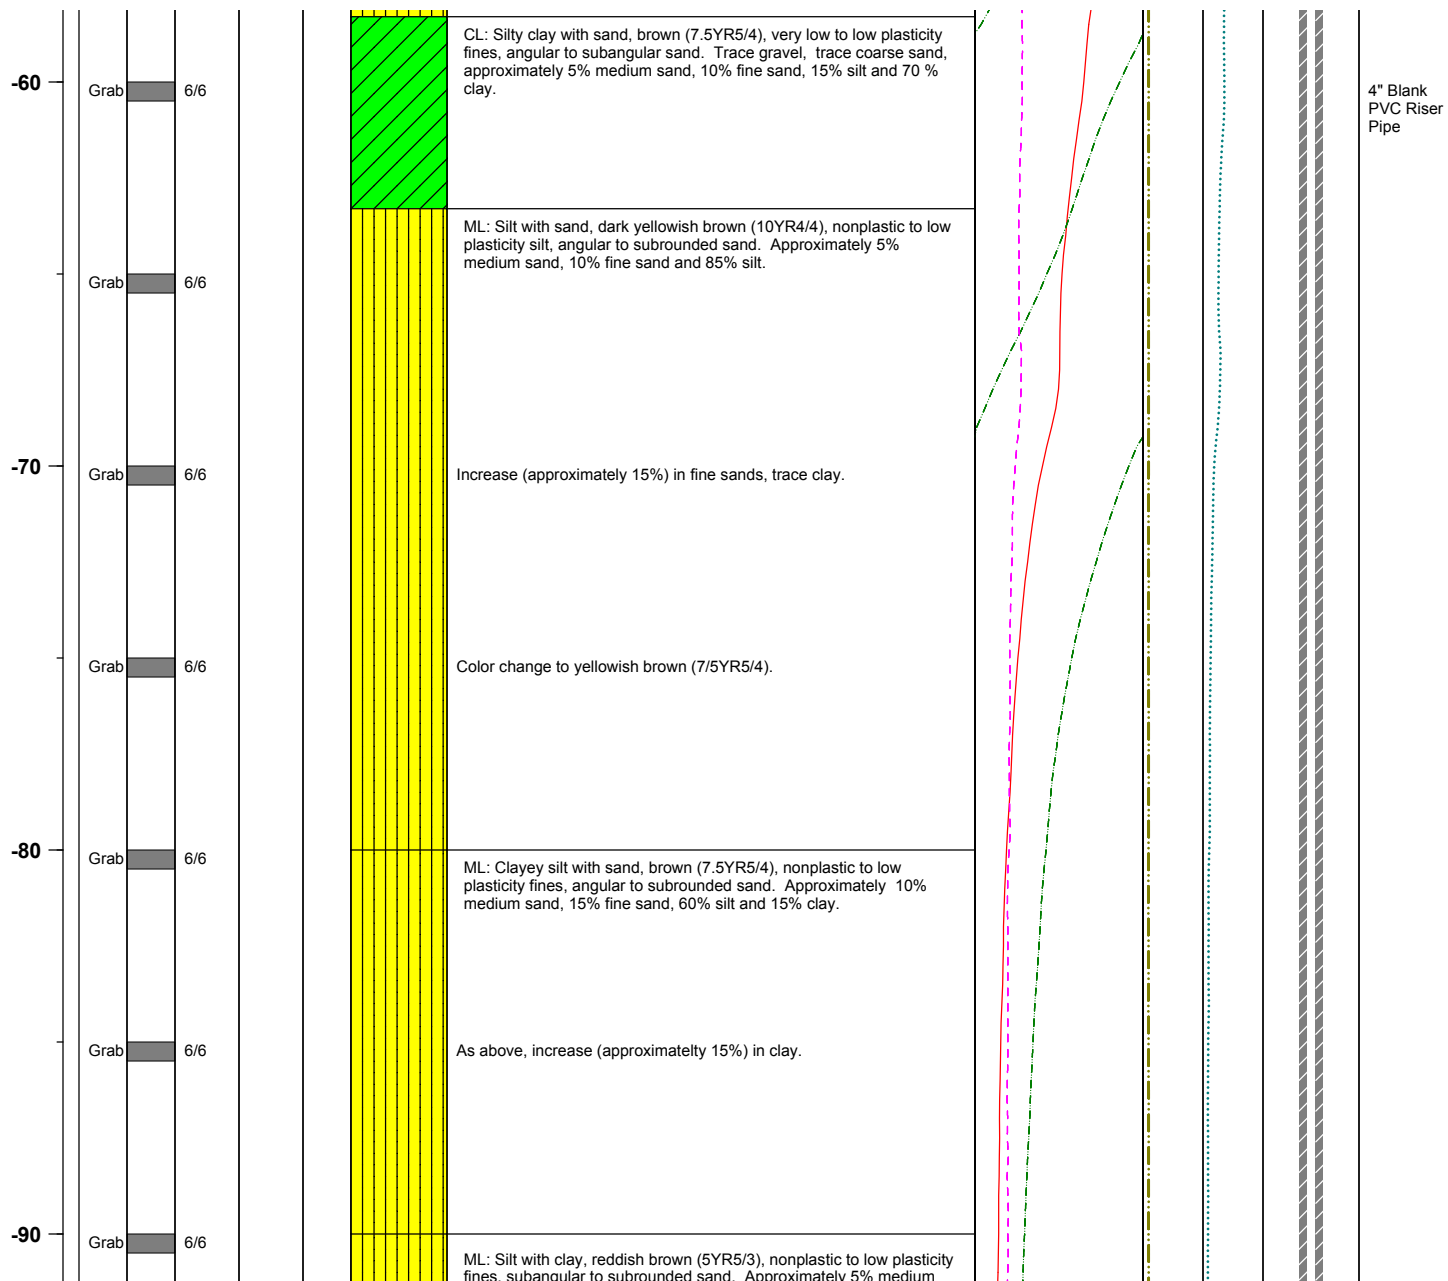 CL: Silty clay with sand, brown (7.5YR5/4), very low to low plasticity
fines, angular to subangular sand. Trace gravel, trace coarse sand,
approximately 5% medium sand, 10% fine sand, 15% silt and 70 %
clay.
-60
Grab
6/6
4" Blank
PVC Riser
Pipe
ML: Silt with sand, dark yellowish brown (10YR4/4), nonplastic to low
plasticity silt, angular to subrounded sand. Approximately 5%
medium sand, 10% fine sand and 85% silt.
Grab
6/6
-70
Grab
6/6
Increase (approximately 15%) in fine sands, trace clay.
Grab
6/6
Color change to yellowish brown (7/5YR5/4).
-80
Grab
6/6
ML: Clayey silt with sand, brown (7.5YR5/4), nonplastic to low
plasticity fines, angular to subrounded sand. Approximately 10%
medium sand, 15% fine sand, 60% silt and 15% clay.
Grab
6/6
As above, increase (approximatelty 15%) in clay.
-90
Grab
6/6
ML: Silt with clay, reddish brown (5YR5/3), nonplastic to low plasticity
fines, subangular to subrounded sand. Approximately 5% medium